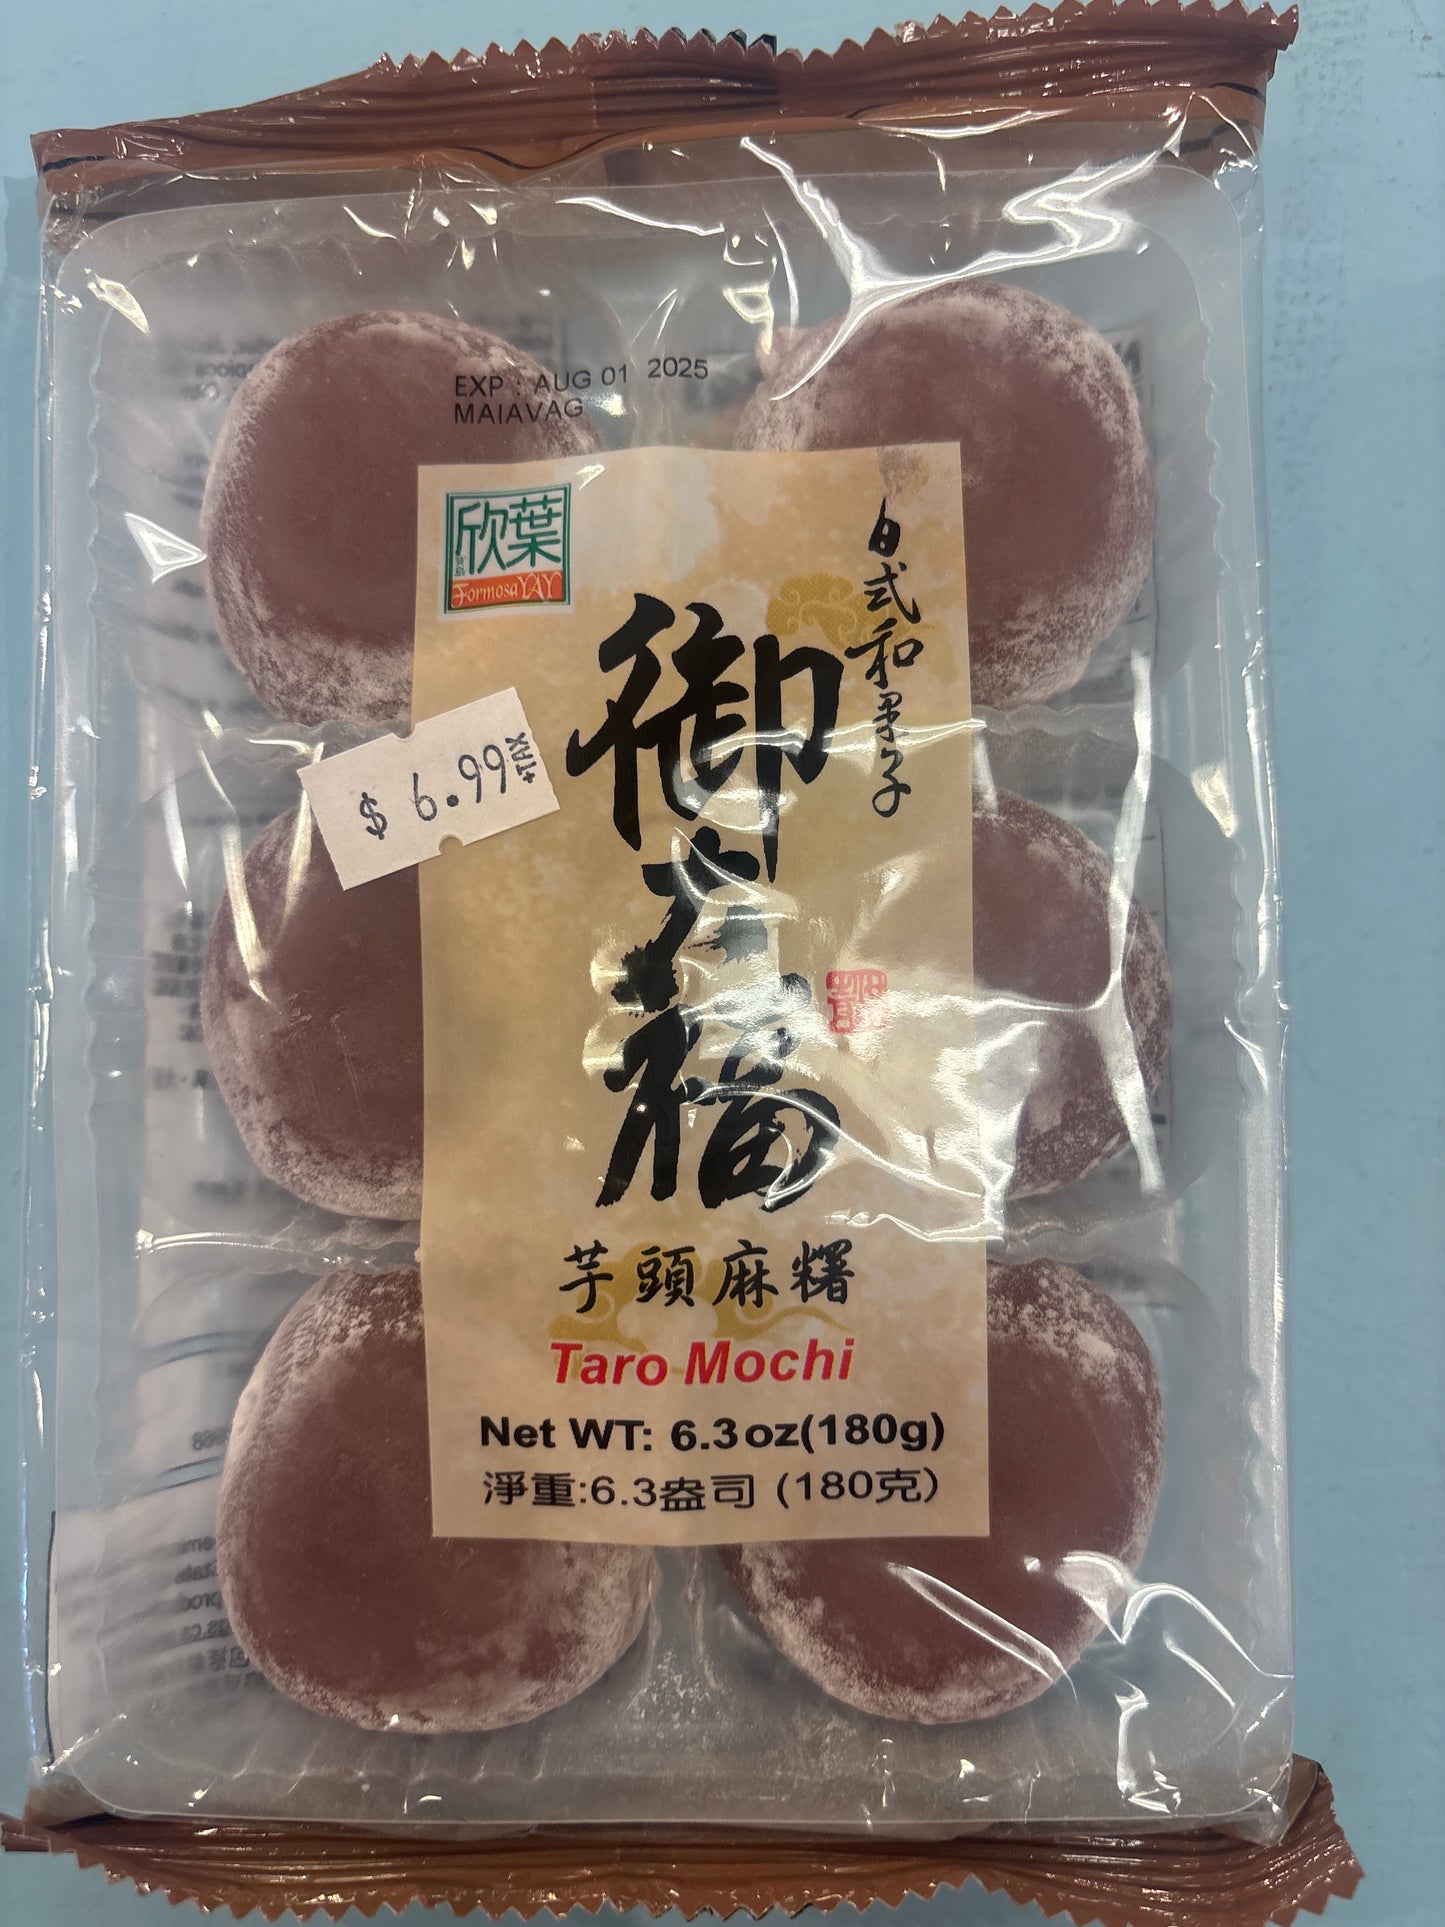 EXP : AUG 01 2025
MAIAVAG
欣葉
FormosaYAY
日式和菓子
御大福
$ 6.99 +TAX
芋頭麻糬
Taro Mochi
Net WT: 6.3oz(180g)
淨重:6.3盎司 (180克)